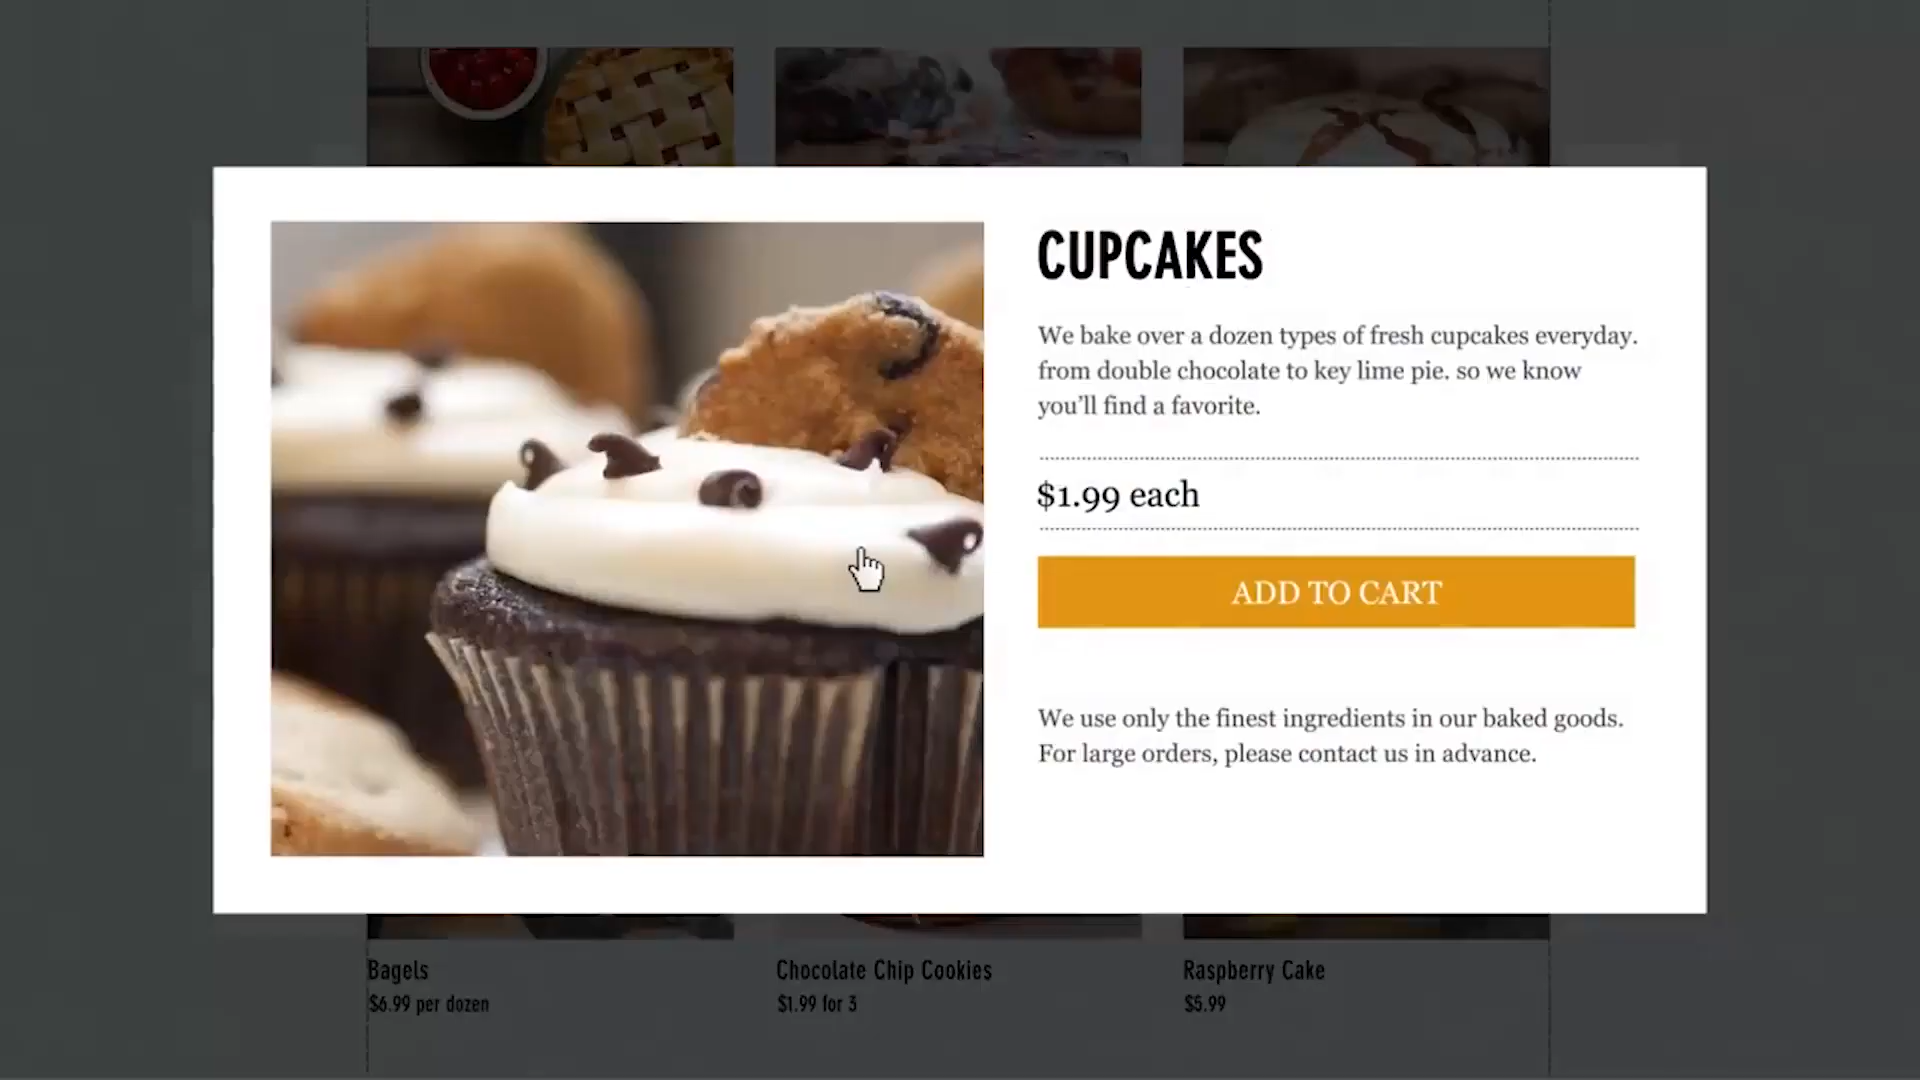 CUPCAKES
We bake over a dozen types of fresh cupcakes everyday.
from double chocolate to key lime pie. so we know
you'll find a favorite.
$1.99 each
ADD TO CART
We use only the finest ingredients in our baked goods.
For large orders, please contact us in advance.
Bagels
$6.99 per dozen
Chocolate Chip Cookies
$1.99 for 3
Raspberry Cake
$5.99